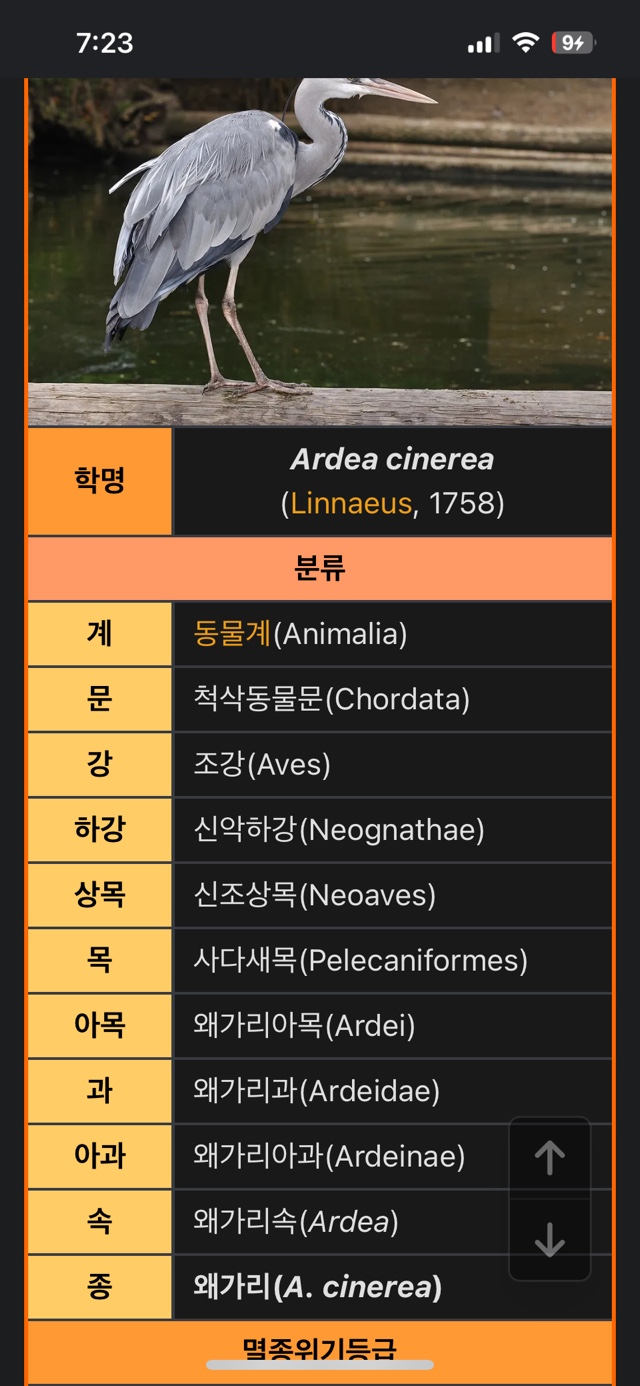 7:23
9
학명
Ardea cinerea
(Linnaeus, 1758)
분류
계
동물계(Animalia)
문
척삭동물문(Chordata)
강
조강(Aves)
하강
신악하강(Neognathae)
상목
신조상목(Neoaves)
목
사다새목(Pelecaniformes)
아목
왜가리아목(Ardei)
과
왜가리과(Ardeidae)
아과
왜가리아과(Ardeinae)
속
왜가리속(Ardea)
종
왜가리(A. cinerea)
멸종위기등급